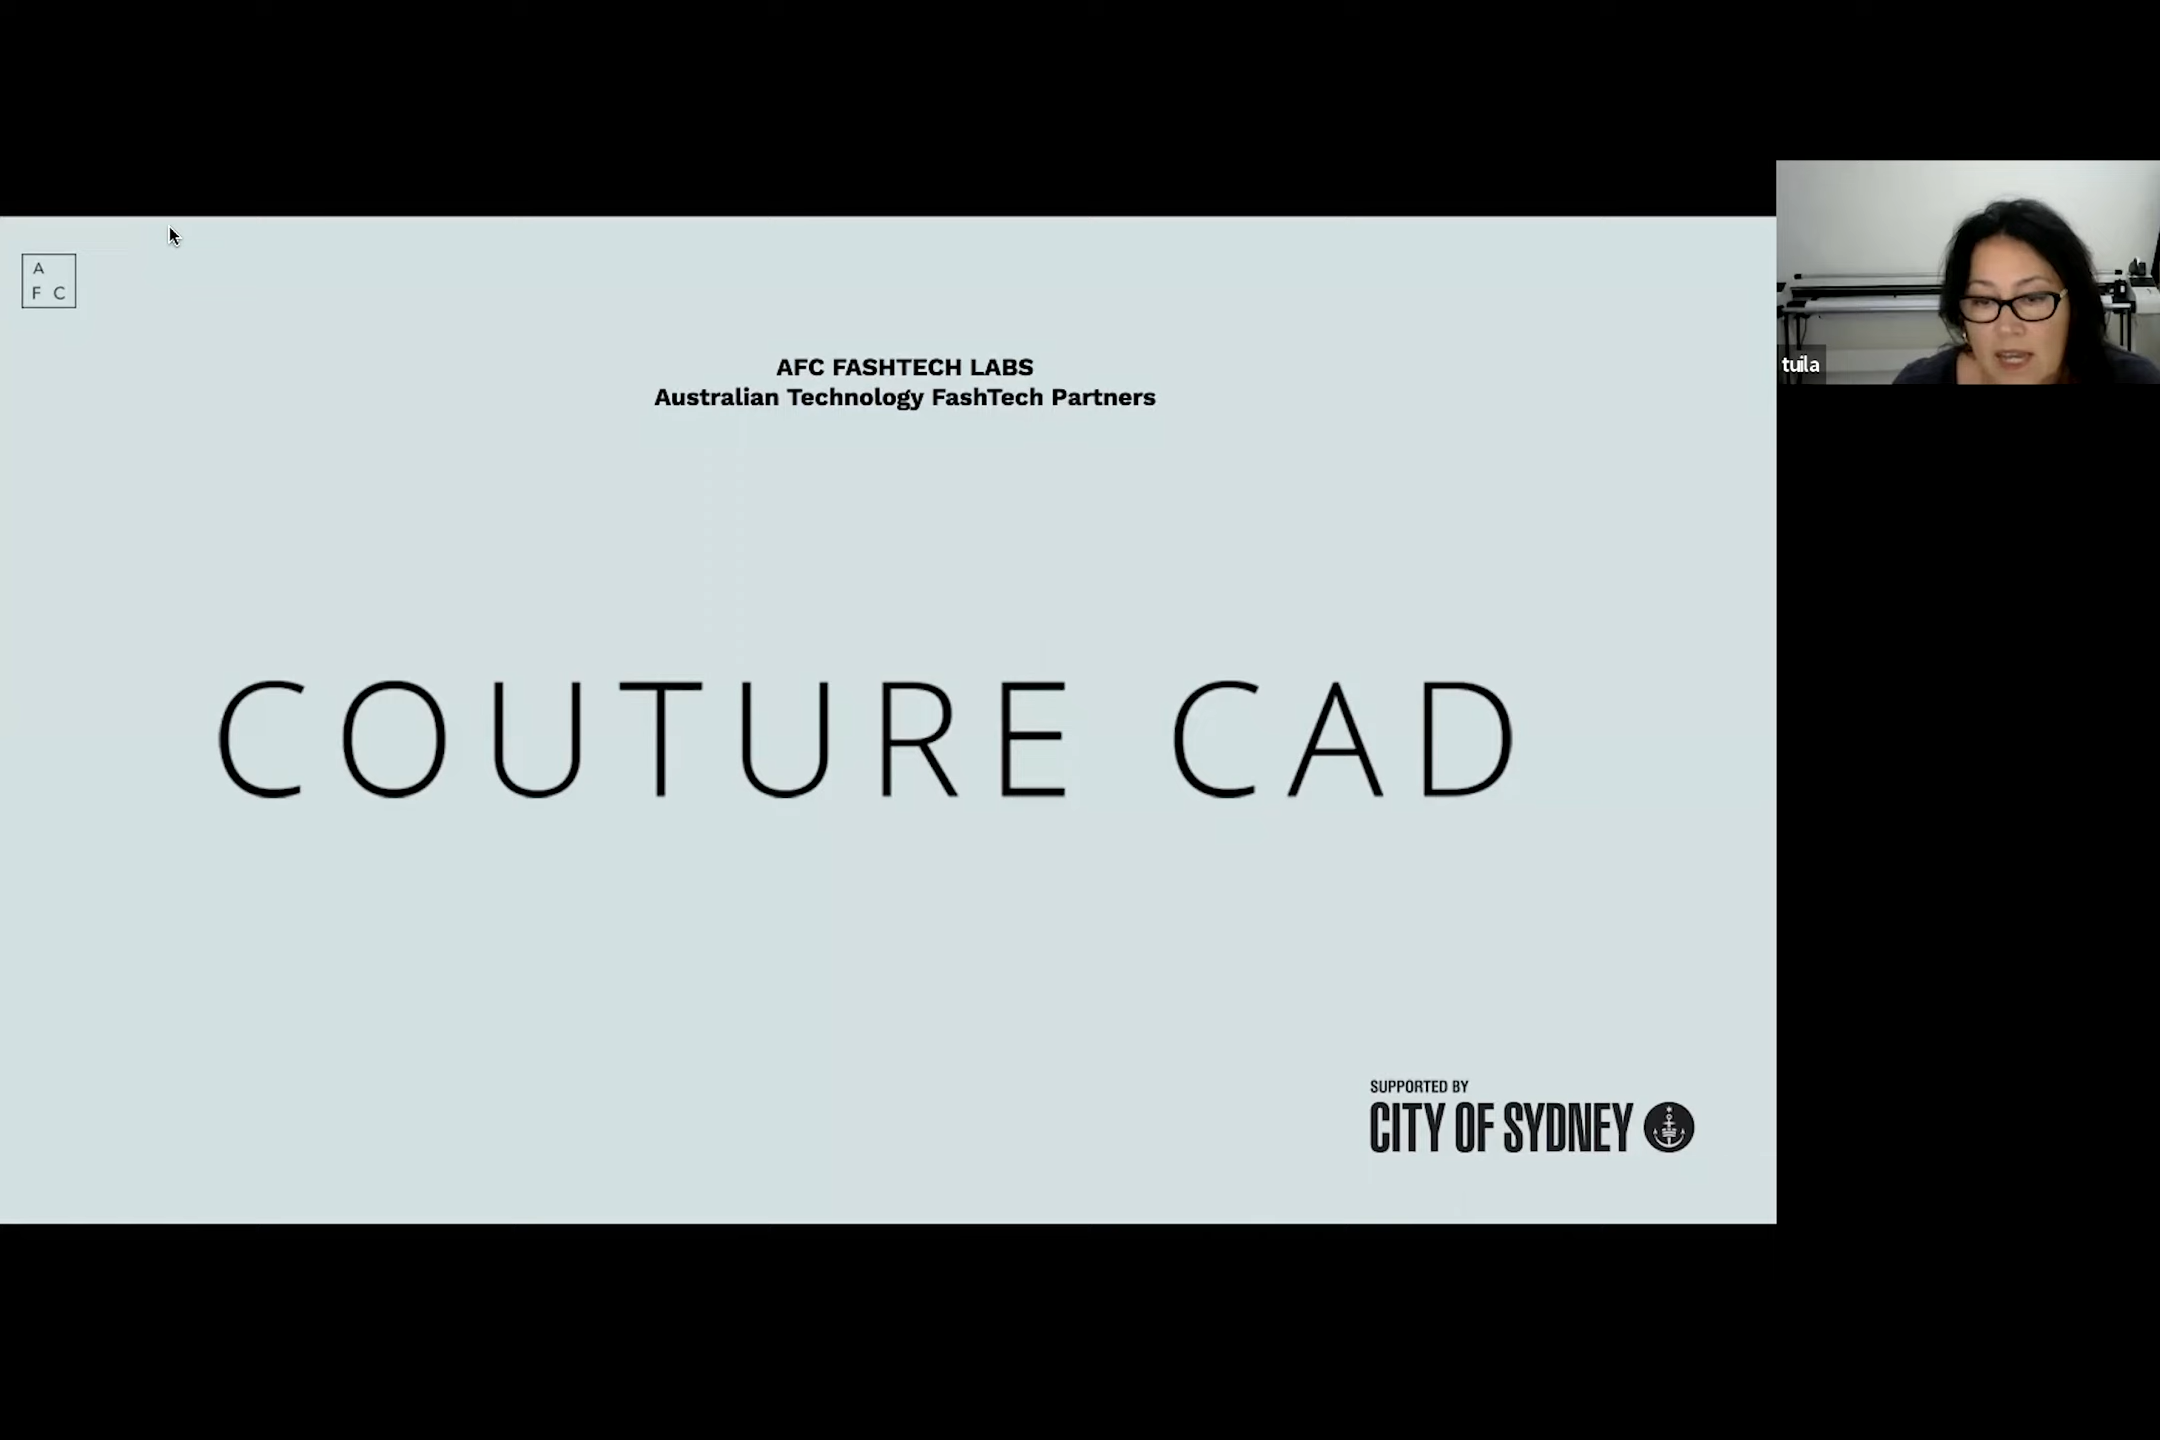 A
F C
AFC FASHTECH LABS
Australian Technology FashTech Partners
tuila
COUTURE CAD
SUPPORTED BY
CITY OF SYDNEY